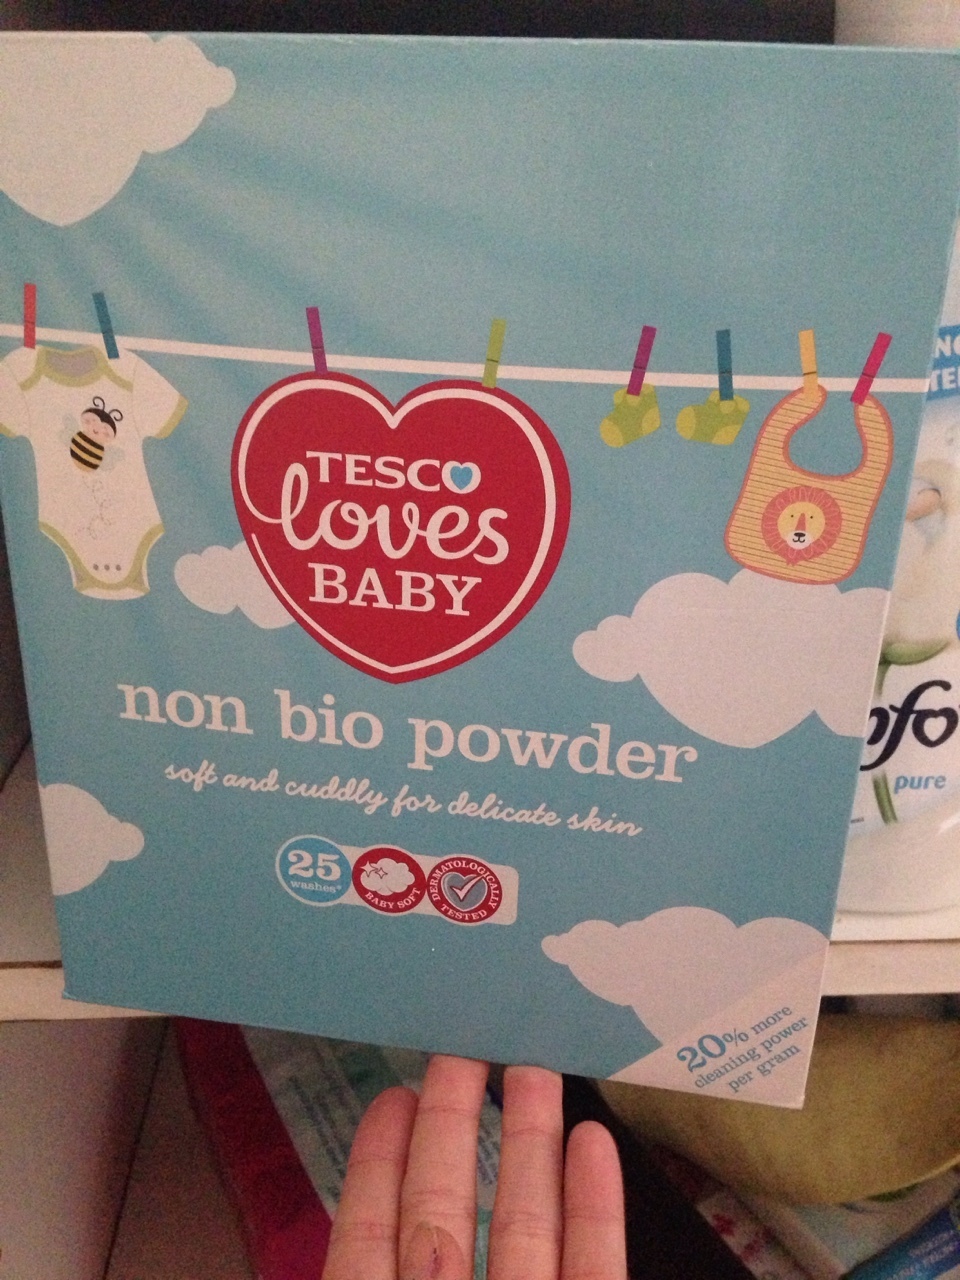 TESCO
loves
BABY
non bio powder
soft and cuddly for delicate skin
25
washes*
BABY SOFT
DERMATOLOGICALLY
TESTED
20% more
cleaning power
per gram
pure